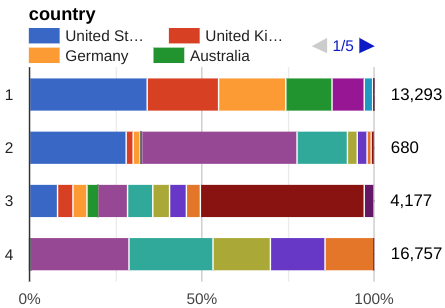 country
United St... United Ki...
Germany Australia
1/5
1 13,293
2 680
3 4,177
4 16,757
0% 50% 100%